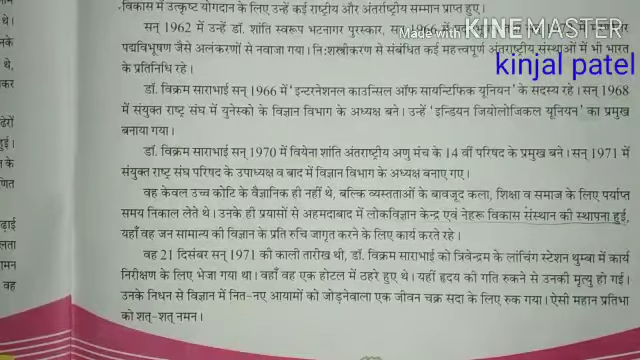 विकास में उत्कृष्ट योगदान के लिए उन्हें कई राष्ट्रीय और अंतर्राष्ट्रीय सम्मान प्राप्त हुए।
सन् 1962 में उन्हें डॉ. शांति स्वरूप भटनागर पुरस्कार, सन् 1966 में
Made with KINEMASTER
पद्मविभूषण जैसे अलंकरणों से नवाजा गया। नि:शस्त्रीकरण से संबंधित कई महत्त्वपूर्ण अंतराष्ट्रीय संस्थाओं में भी भारत
के प्रतिनिधि रहे।
kinjal patel
डॉ. विक्रम साराभाई सन् 1966 में 'इन्टरनेशनल काउन्सिल ऑफ सायन्टिफिक यूनियन' के सदस्य रहे। सन् 1968
में संयुक्त राष्ट्र संघ में युनेस्को के विज्ञान विभाग के अध्यक्ष बने। उन्हें 'इन्डियन जियोलोजिकल यूनियन' का प्रमुख
बनाया गया।
डॉ. विक्रम साराभाई सन् 1970 में वियेना शांति अंतराष्ट्रीय अणु मंच के 14 वीं परिषद के प्रमुख बने। सन् 1971 में
संयुक्त राष्ट्र संघ परिषद के उपाध्यक्ष व बाद में विज्ञान विभाग के अध्यक्ष बनाए गए।
वह केवल उच्च कोटि के वैज्ञानिक ही नहीं थे, बल्कि व्यस्तताओं के बावजूद कला, शिक्षा व समाज के लिए पर्याप्त
समय निकाल लेते थे। उनके ही प्रयासों से अहमदाबाद में लोकविज्ञान केन्द्र एवं नेहरू विकास संस्थान की स्थापना हुई,
यहाँ वह जन सामान्य की विज्ञान के प्रति रुचि जागृत करने के लिए कार्य करते रहे।
वह 21 दिसंबर सन् 1971 की काली तारीख थी, डॉ. विक्रम साराभाई को त्रिवेन्द्रम के लांचिंग स्टेशन थुम्बा में कार्य
निरीक्षण के लिए भेजा गया था। वहाँ वह एक होटल में ठहरे हुए थे। यहीं हृदय की गति रुकने से उनकी मृत्यु हो गई।
उनके निधन से विज्ञान में नित-नए आयामों को जोड़नेवाला एक जीवन चक्र सदा के लिए रुक गया। ऐसी महान प्रतिभा
को शत्-शत् नमन।